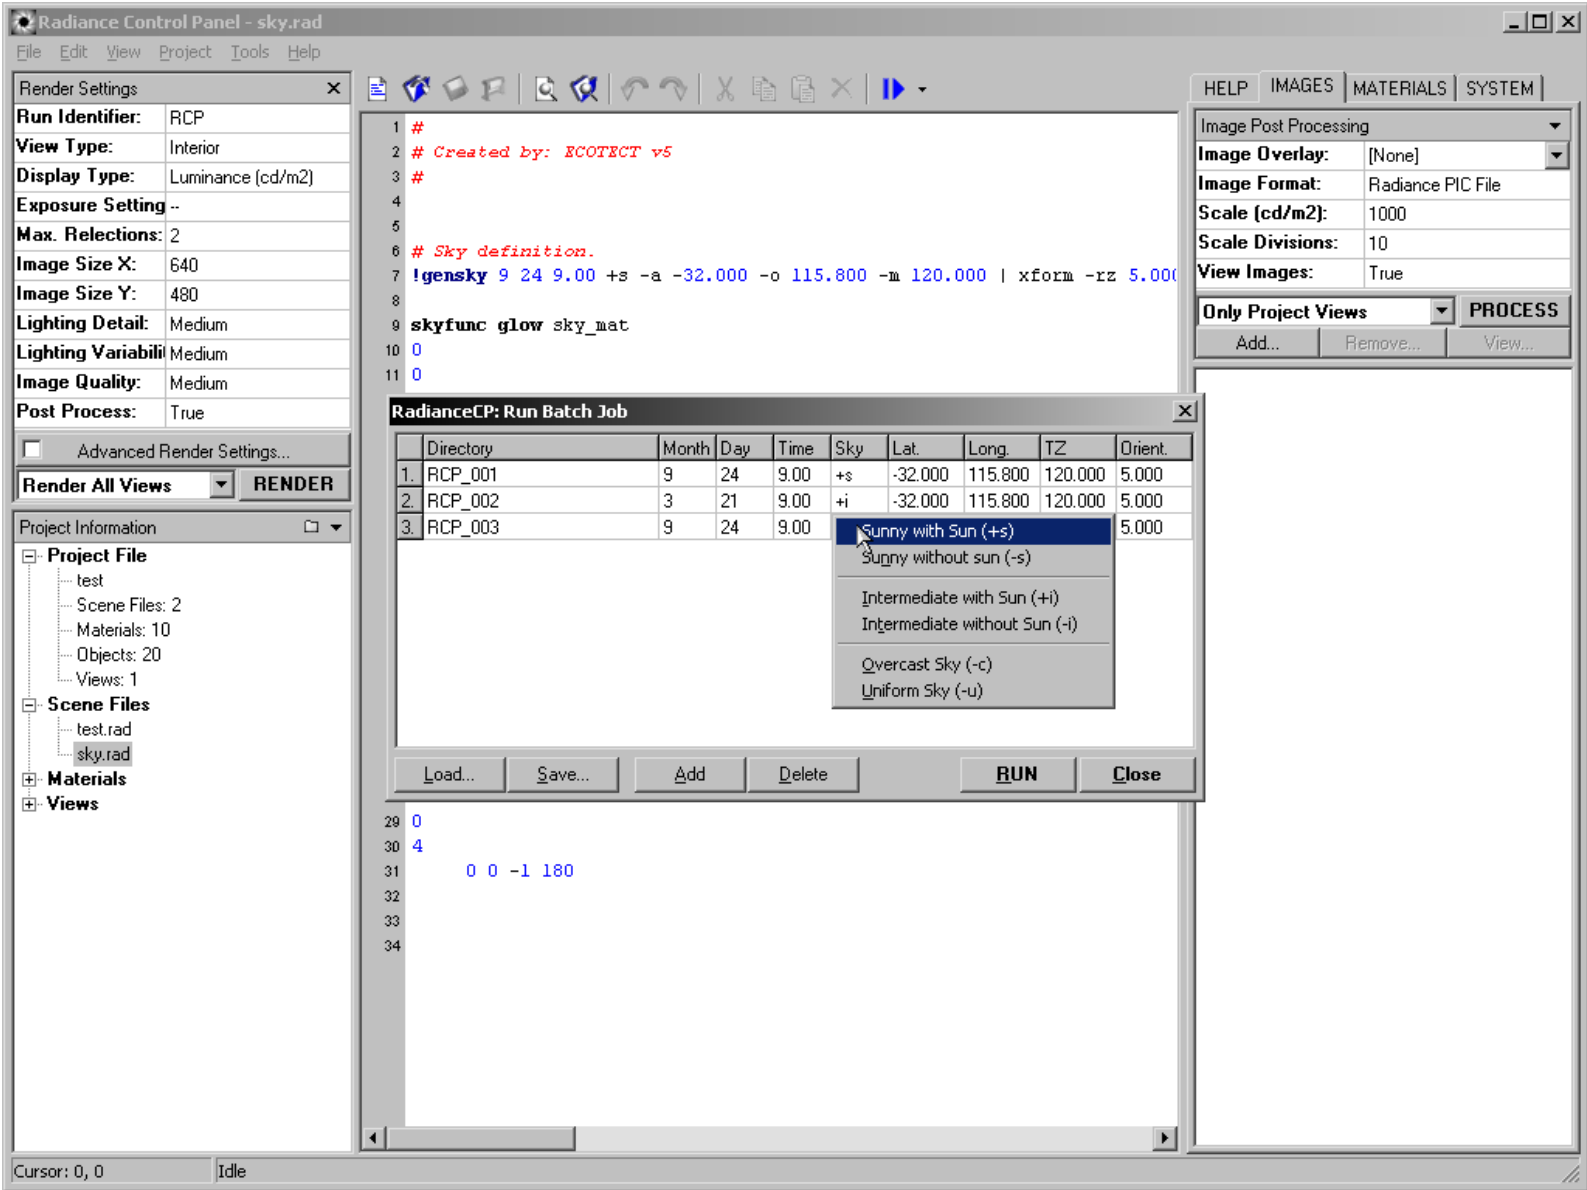 Radiance Control Panel - sky.rad
File Edit View Project Tools Help
Render Settings
Run Identifier: RCP
View Type: Interior
Display Type: Luminance (cd/m2)
Exposure Setting --
Max. Relections: 2
Image Size X: 640
Image Size Y: 480
Lighting Detail: Medium
Lighting Variabili Medium
Image Quality: Medium
Post Process: True
Advanced Render Settings...
Render All Views RENDER
Project Information
Project File
test
Scene Files: 2
Materials: 10
Objects: 20
Views: 1
Scene Files
test.rad
sky.rad
Materials
Views
1 #
2 # Created by: ECOTECT v5
3 #
4
5
6 # Sky definition.
7 !gensky 9 24 9.00 +s -a -32.000 -o 115.800 -m 120.000 | xform -rz 5.000
8
9 skyfunc glow sky_mat
10 0
11 0
RadianceCP: Run Batch Job
Directory Month Day Time Sky Lat. Long. TZ Orient.
1. RCP_001 9 24 9.00 +s -32.000 115.800 120.000 5.000
2. RCP_002 3 21 9.00 +i -32.000 115.800 120.000 5.000
3. RCP_003 9 24 9.00 5.000
Sunny with Sun (+s)
Sunny without sun (-s)
Intermediate with Sun (+i)
Intermediate without Sun (-i)
Overcast Sky (-c)
Uniform Sky (-u)
Load... Save... Add Delete RUN Close
29 0
30 4
31 0 0 -1 180
32
33
34
HELP IMAGES MATERIALS SYSTEM
Image Post Processing
Image Overlay: [None]
Image Format: Radiance PIC File
Scale (cd/m2): 1000
Scale Divisions: 10
View Images: True
Only Project Views PROCESS
Add... Remove... View...
Cursor: 0, 0 Idle